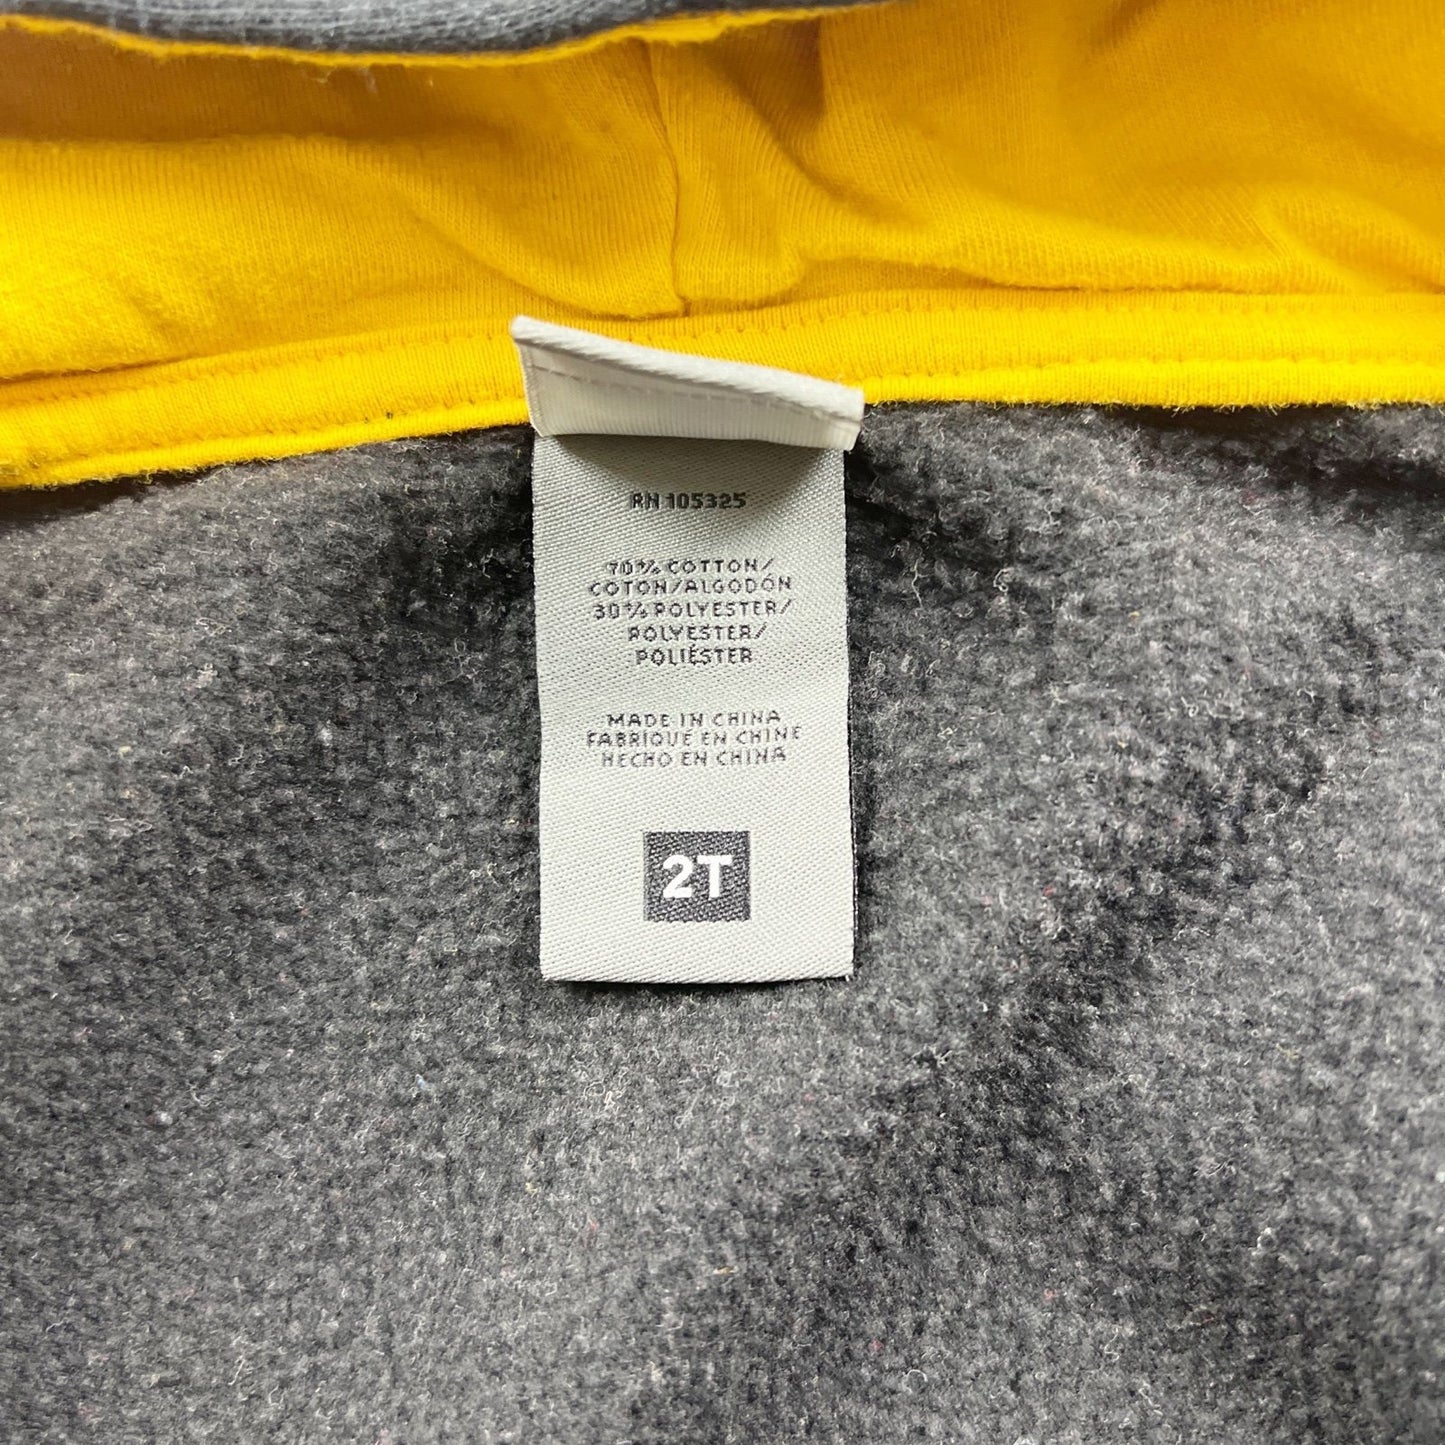 RN 105325
70% COTTON/
COTON/ALGODÓN
30% POLYESTER/
POLYESTER/
POLIÉSTER
MADE IN CHINA
FABRIQUE EN CHINE
HECHO EN CHINA
2T